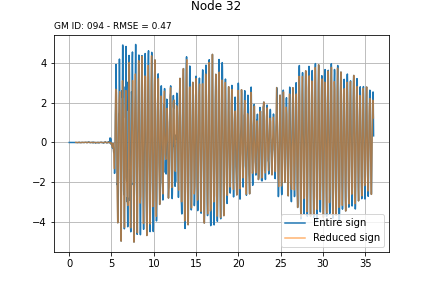 Node 32
GM ID: 094 - RMSE = 0.47
4
2
0
−2
−4
0 5 10 15 20 25 30 35
Entire sign
Reduced sign